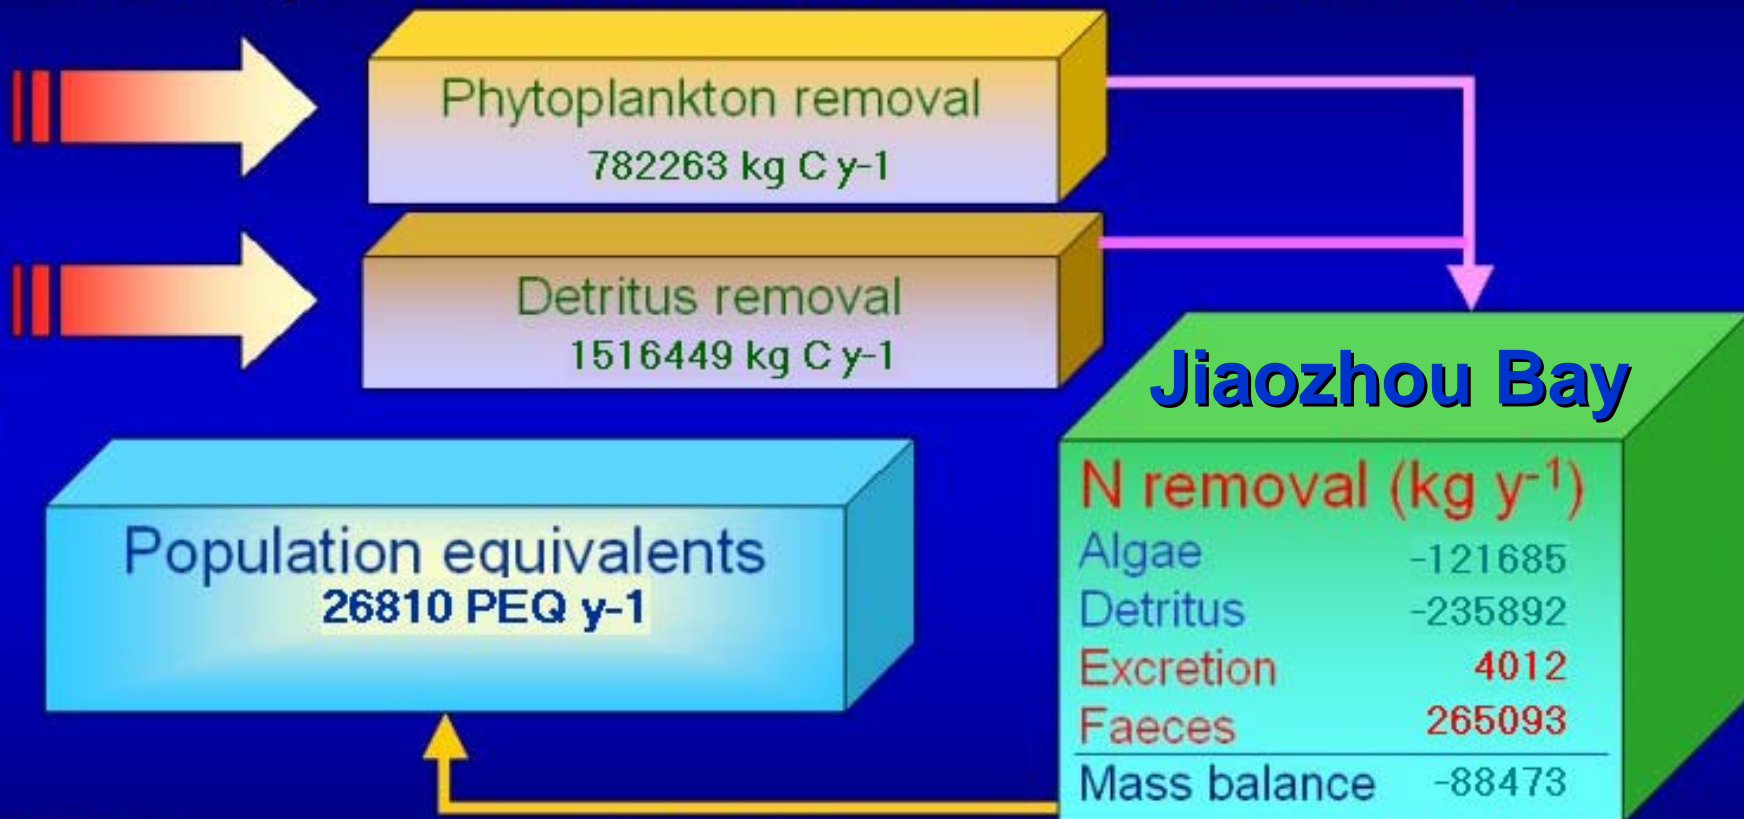 Phytoplankton removal
782263 kg C y-1
Detritus removal
1516449 kg C y-1
Jiaozhou Bay
N removal (kg y⁻¹)
Algae -121685
Detritus -235892
Excretion 4012
Faeces 265093
Mass balance -88473
Population equivalents
26810 PEQ y-1